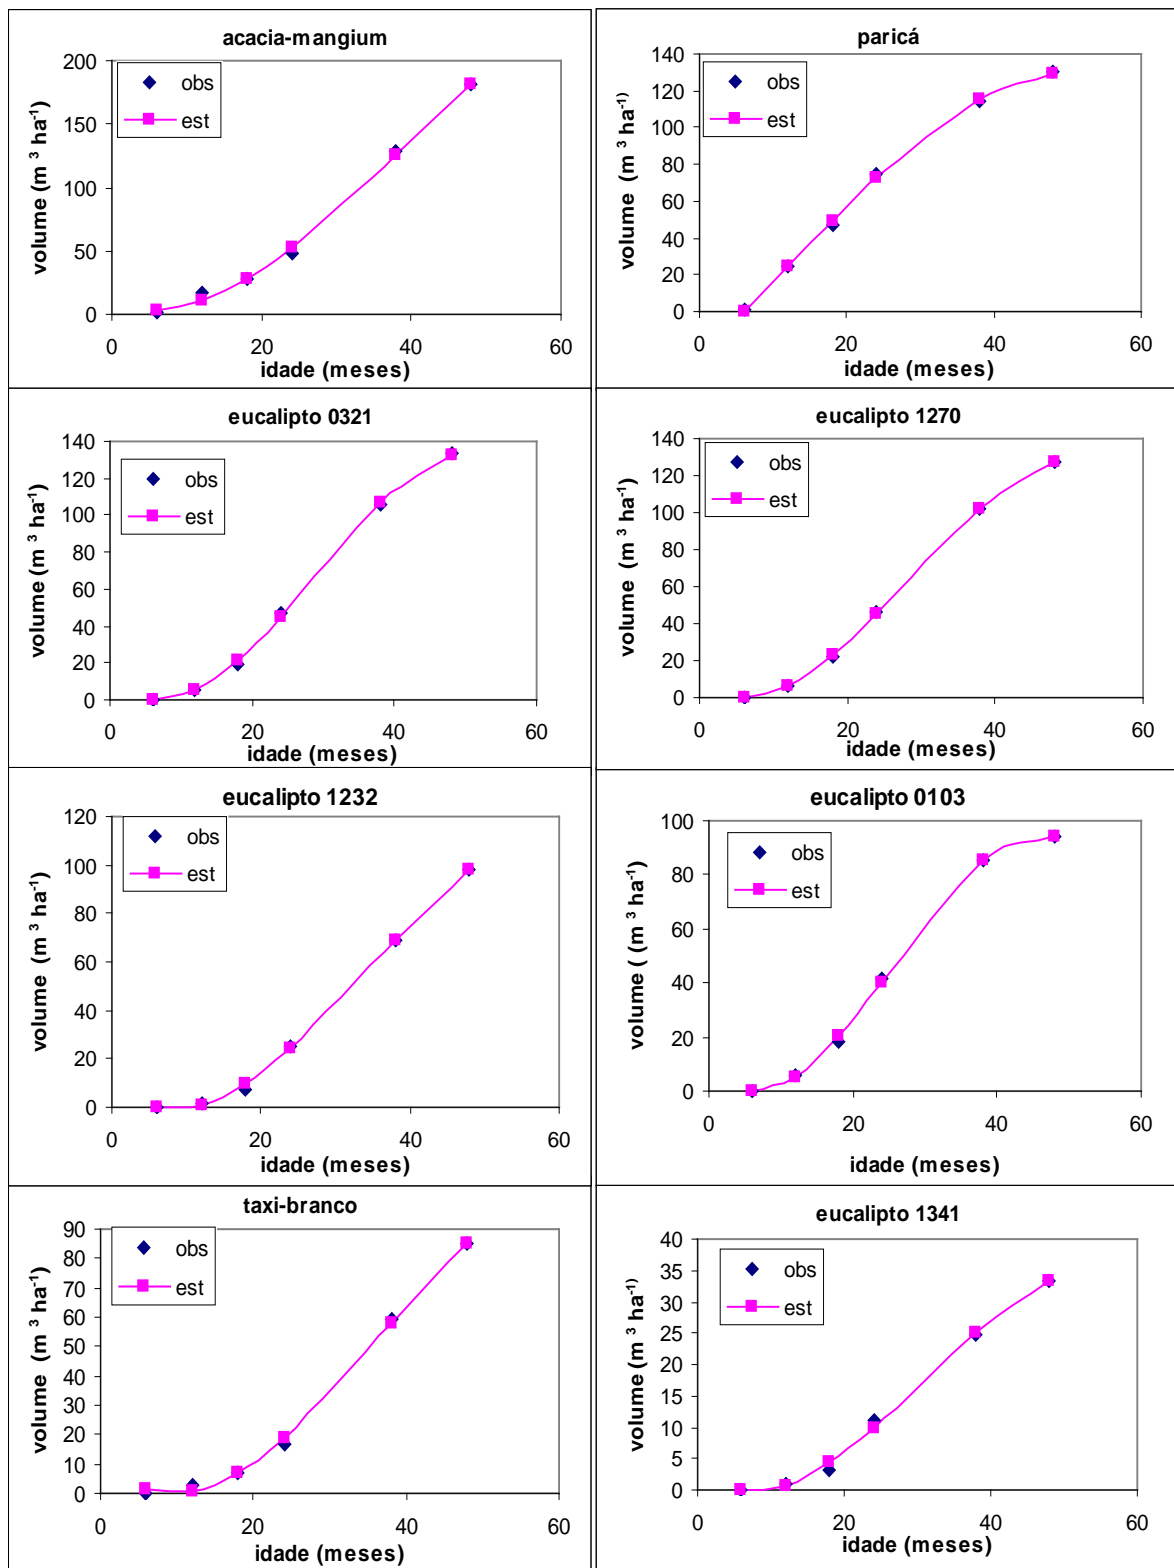 acacia-mangium
200
150
100
50
0
obs
est
volume (m 3 ha-1)
0 20 40 60
idade (meses)
paricá
140
120
100
80
60
40
20
0
obs
est
volume (m 3 ha-1)
0 20 40 60
idade (meses)
eucalipto 0321
140
120
100
80
60
40
20
0
obs
est
volume (m 3 ha-1)
0 20 40 60
idade (meses)
eucalipto 1270
140
120
100
80
60
40
20
0
obs
est
volume (m 3 ha-1)
0 20 40 60
idade (meses)
eucalipto 1232
120
100
80
60
40
20
0
obs
est
volume (m 3 ha-1)
0 20 40 60
idade (meses)
eucalipto 0103
100
80
60
40
20
0
obs
est
volume ( (m 3 ha-1)
0 20 40 60
idade (meses)
taxi-branco
90
80
70
60
50
40
30
20
10
0
obs
est
volume (m 3 ha-1)
0 20 40 60
idade (meses)
eucalipto 1341
40
35
30
25
20
15
10
5
0
obs
est
volume (m 3 ha-1)
0 20 40 60
idade (meses)